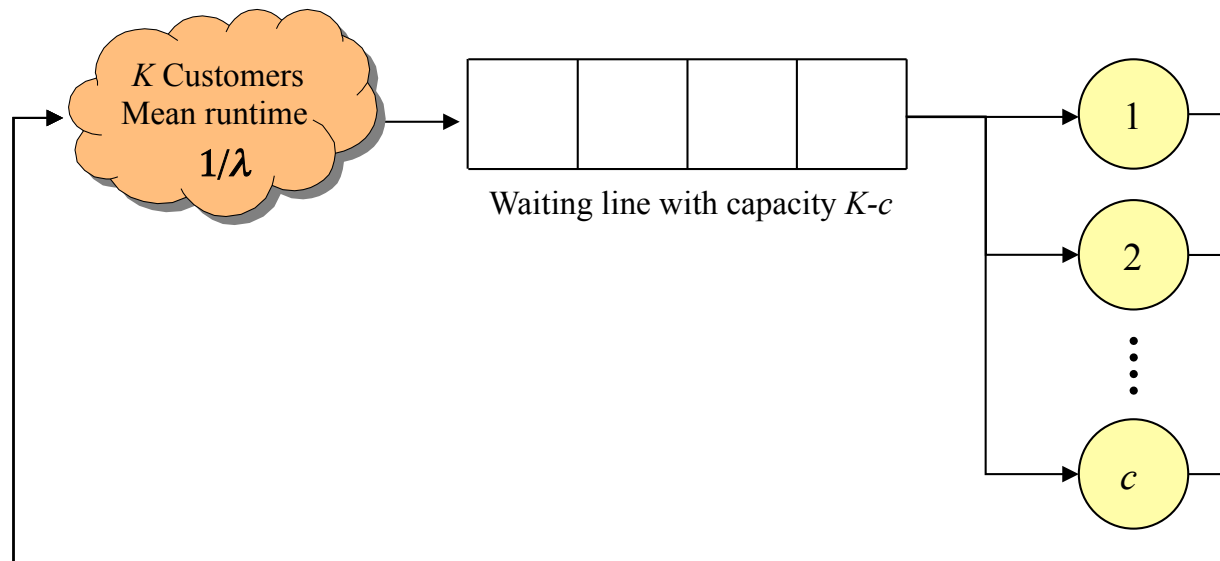 K Customers
Mean runtime
1/λ
Waiting line with capacity K-c
1
2
c